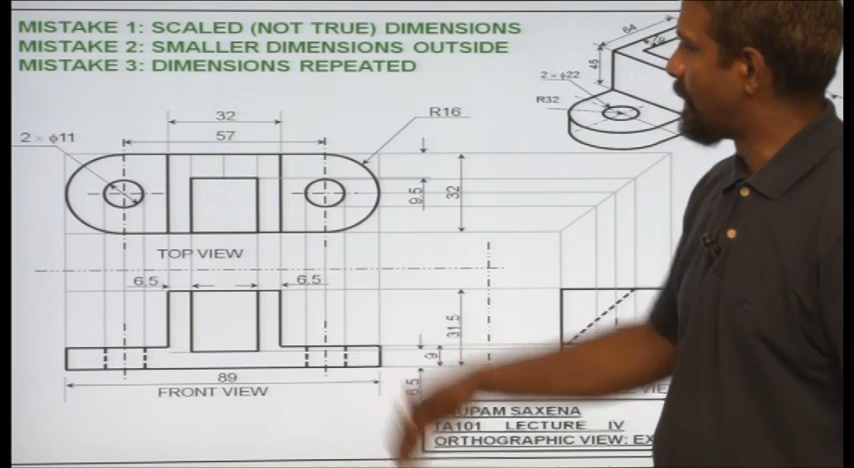 MISTAKE 1: SCALED (NOT TRUE) DIMENSIONS
MISTAKE 2: SMALLER DIMENSIONS OUTSIDE
MISTAKE 3: DIMENSIONS REPEATED
64
45
2 × ϕ22
R32
32
R16
2 × ϕ11
57
9.5
32
TOP VIEW
6.5
6.5
31.5
9
89
6.5
FRONT VIEW
UPAM SAXENA
TA101 LECTURE IV
ORTHOGRAPHIC VIEW: EX